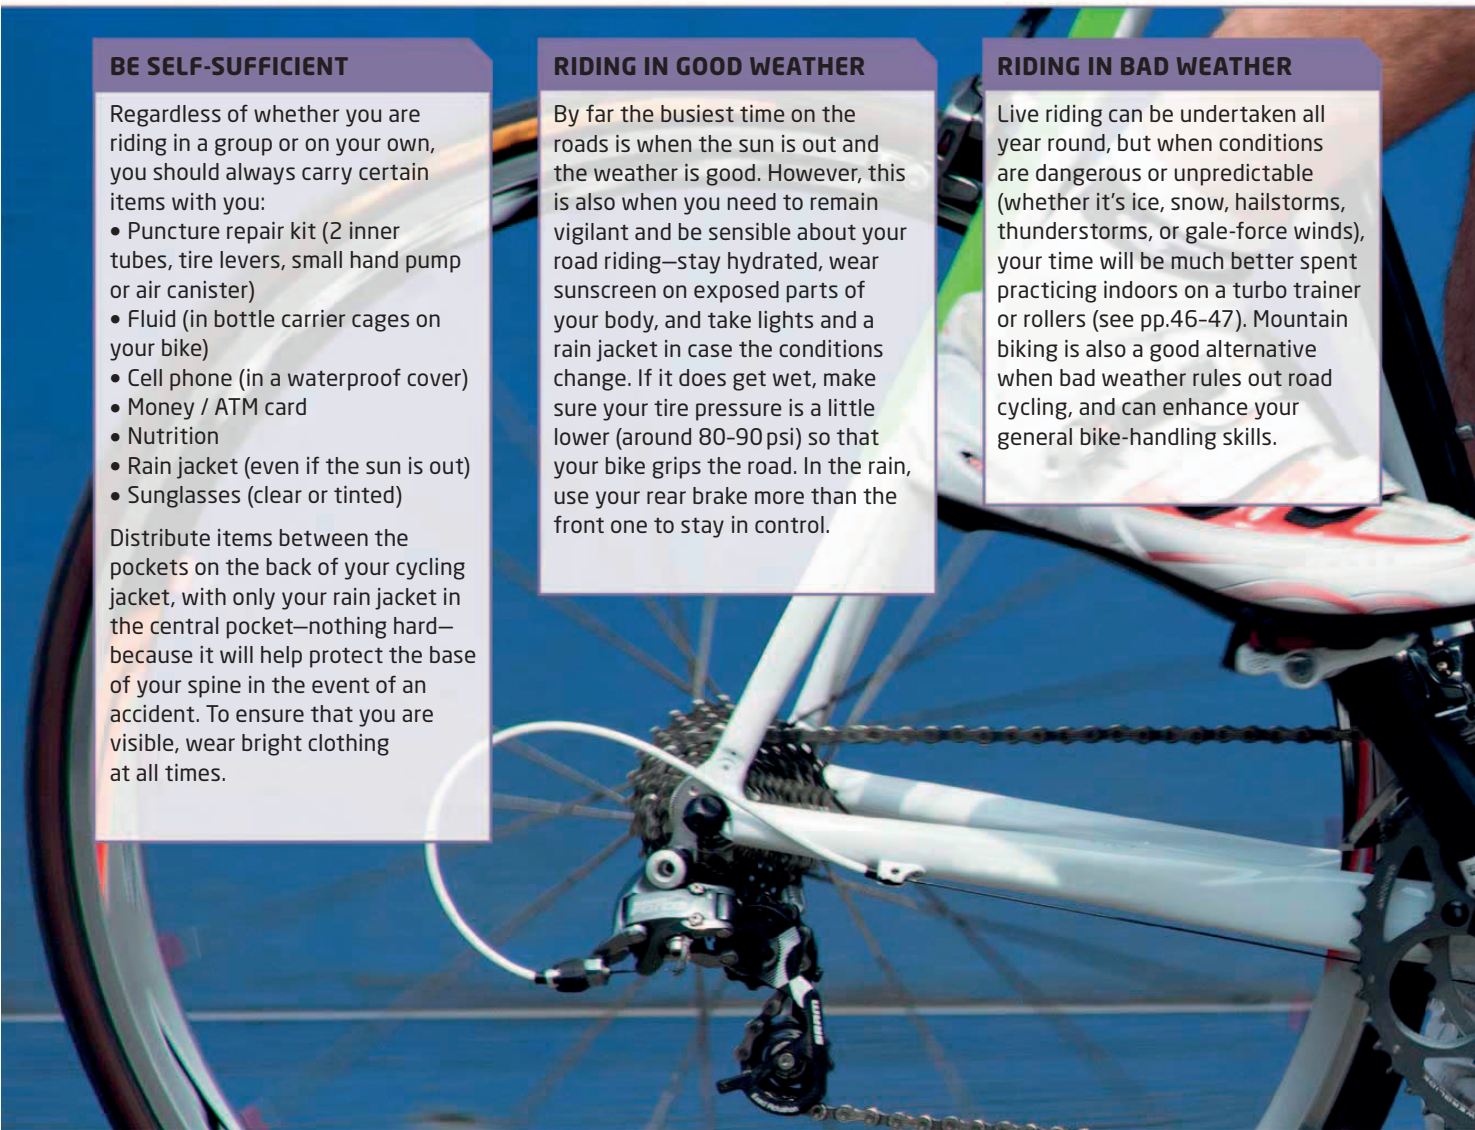 BE SELF-SUFFICIENT
Regardless of whether you are
riding in a group or on your own,
you should always carry certain
items with you:
• Puncture repair kit (2 inner
tubes, tire levers, small hand pump
or air canister)
• Fluid (in bottle carrier cages on
your bike)
• Cell phone (in a waterproof cover)
• Money / ATM card
• Nutrition
• Rain jacket (even if the sun is out)
• Sunglasses (clear or tinted)
Distribute items between the
pockets on the back of your cycling
jacket, with only your rain jacket in
the central pocket—nothing hard—
because it will help protect the base
of your spine in the event of an
accident. To ensure that you are
visible, wear bright clothing
at all times.
RIDING IN GOOD WEATHER
By far the busiest time on the
roads is when the sun is out and
the weather is good. However, this
is also when you need to remain
vigilant and be sensible about your
road riding—stay hydrated, wear
sunscreen on exposed parts of
your body, and take lights and a
rain jacket in case the conditions
change. If it does get wet, make
sure your tire pressure is a little
lower (around 80–90 psi) so that
your bike grips the road. In the rain,
use your rear brake more than the
front one to stay in control.
RIDING IN BAD WEATHER
Live riding can be undertaken all
year round, but when conditions
are dangerous or unpredictable
(whether it's ice, snow, hailstorms,
thunderstorms, or gale-force winds),
your time will be much better spent
practicing indoors on a turbo trainer
or rollers (see pp.46–47). Mountain
biking is also a good alternative
when bad weather rules out road
cycling, and can enhance your
general bike-handling skills.